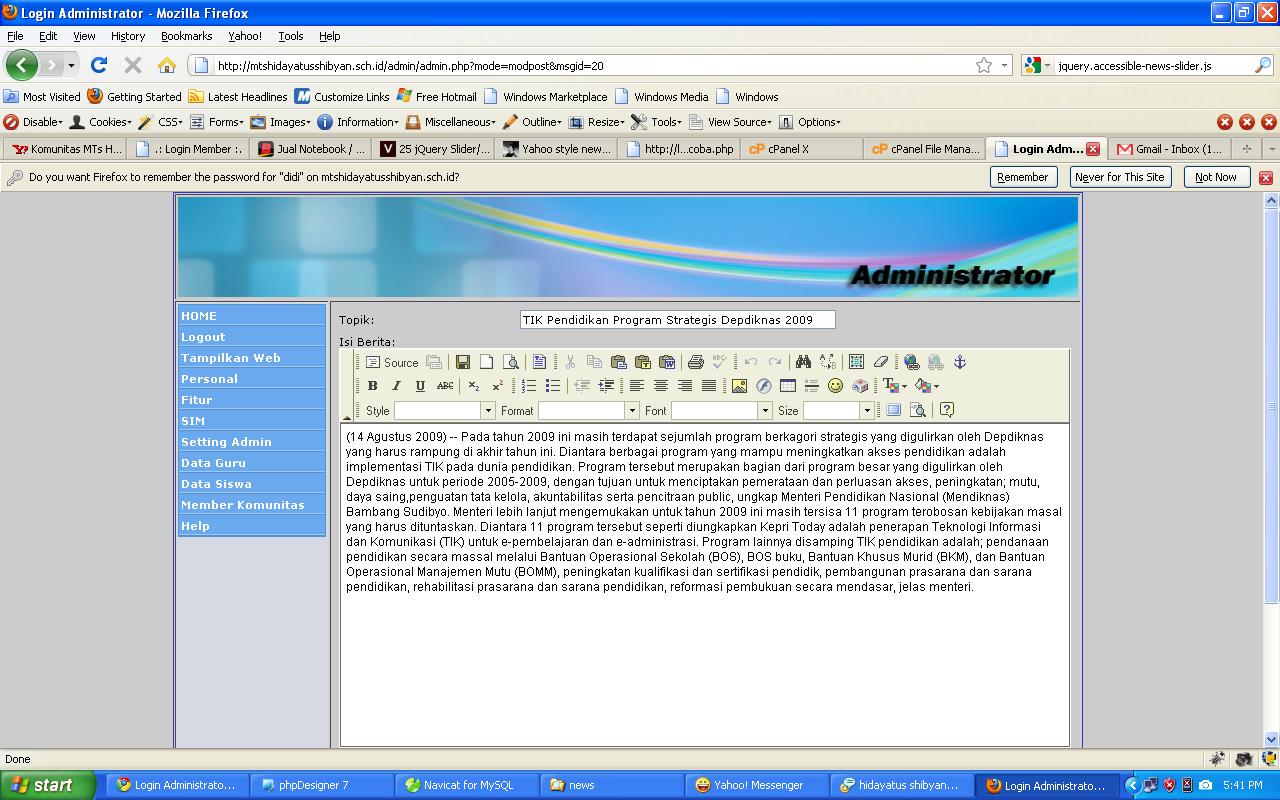 Login Administrator - Mozilla Firefox
File Edit View History Bookmarks Yahoo! Tools Help
http://mtshidayatusshibyan.sch.id/admin/admin.php?mode=modpost&msgid=20 jquery.accessible-news-slider.js
Most Visited Getting Started Latest Headlines Customize Links Free Hotmail Windows Marketplace Windows Media Windows
Disable Cookies CSS Forms Images Information Miscellaneous Outline Resize Tools View Source Options
Komunitas MTs H... .: Login Member :. Jual Notebook / ... 25 jQuery Slider/... Yahoo style new... http://l...coba.php cPanel X cPanel File Mana... Login Adm... Gmail - Inbox (1...
Do you want Firefox to remember the password for "didi" on mtshidayatusshibyan.sch.id? Remember Never for This Site Not Now
Administrator
HOME
Logout
Tampilkan Web
Personal
Fitur
SIM
Setting Admin
Data Guru
Data Siswa
Member Komunitas
Help
Topik: TIK Pendidikan Program Strategis Depdiknas 2009
Isi Berita:
Source
B I U ABC x2 x2
Style Format Font Size
(14 Agustus 2009) -- Pada tahun 2009 ini masih terdapat sejumlah program berkagori strategis yang digulirkan oleh Depdiknas
yang harus rampung di akhir tahun ini. Diantara berbagai program yang mampu meningkatkan akses pendidikan adalah
implementasi TIK pada dunia pendidikan. Program tersebut merupakan bagian dari program besar yang digulirkan oleh
Depdiknas untuk periode 2005-2009, dengan tujuan untuk menciptakan pemerataan dan perluasan akses, peningkatan; mutu,
daya saing,penguatan tata kelola, akuntabilitas serta pencitraan public, ungkap Menteri Pendidikan Nasional (Mendiknas)
Bambang Sudibyo. Menteri lebih lanjut mengemukakan untuk tahun 2009 ini masih tersisa 11 program terobosan kebijakan masal
yang harus dituntaskan. Diantara 11 program tersebut seperti diungkapkan Kepri Today adalah penerapan Teknologi Informasi
dan Komunikasi (TIK) untuk e-pembelajaran dan e-administrasi. Program lainnya disamping TIK pendidikan adalah; pendanaan
pendidikan secara massal melalui Bantuan Operasional Sekolah (BOS), BOS buku, Bantuan Khusus Murid (BKM), dan Bantuan
Operasional Manajemen Mutu (BOMM), peningkatan kualifikasi dan sertifikasi pendidik, pembangunan prasarana dan sarana
pendidikan, rehabilitasi prasarana dan sarana pendidikan, reformasi pembukuan secara mendasar, jelas menteri.
Done
start Login Administrato... phpDesigner 7 Navicat for MySQL news Yahoo! Messenger hidayatus shibyan... Login Administrato... 5:41 PM